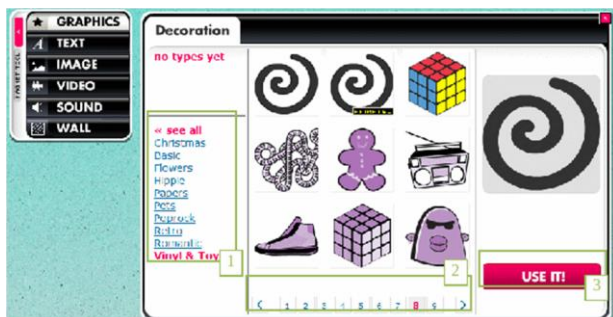 GRAPHICS
TEXT
IMAGE
VIDEO
SOUND
WALL
Decoration
no types yet
« see all
Christmas
Basic
Flowers
Hippie
Papers
Pets
Poprock
Retro
Romantic
Vinyl & Toy
1
2
< 1 2 3 4 5 6 7 8 9 >
USE IT!
3